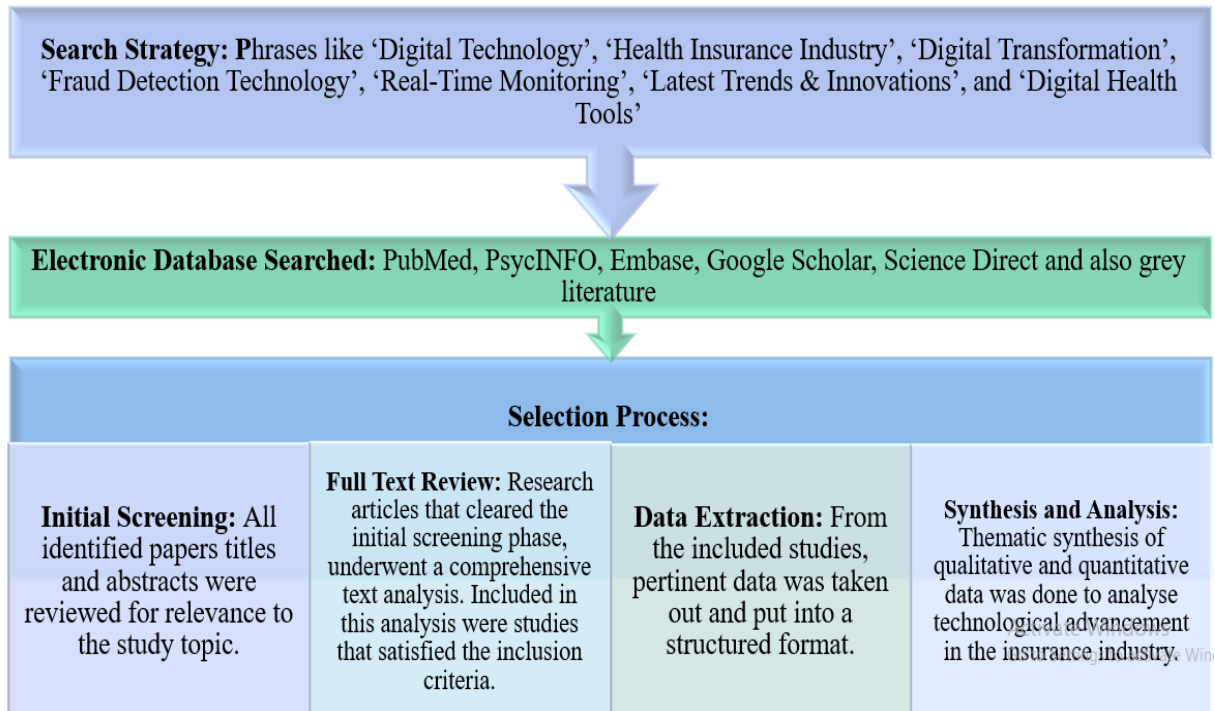 Search Strategy: Phrases like ‘Digital Technology’, ‘Health Insurance Industry’, ‘Digital Transformation’,
‘Fraud Detection Technology’, ‘Real-Time Monitoring’, ‘Latest Trends & Innovations’, and ‘Digital Health
Tools’
Electronic Database Searched: PubMed, PsycINFO, Embase, Google Scholar, Science Direct and also grey
literature
Selection Process:
Initial Screening: All
identified papers titles
and abstracts were
reviewed for relevance to
the study topic.
Full Text Review: Research
articles that cleared the
initial screening phase,
underwent a comprehensive
text analysis. Included in
this analysis were studies
that satisfied the inclusion
criteria.
Data Extraction: From
the included studies,
pertinent data was taken
out and put into a
structured format.
Synthesis and Analysis:
Thematic synthesis of
qualitative and quantitative
data was done to analyse
technological advancement
in the insurance industry.
Activate Windows